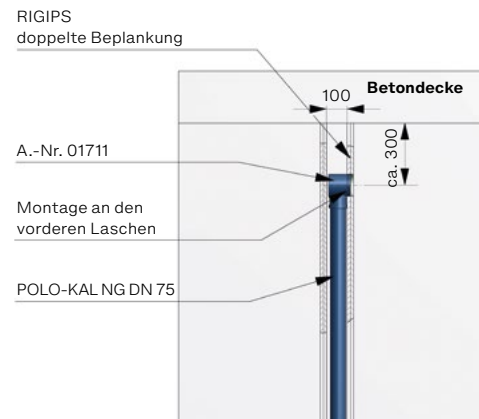 RIGIPS
doppelte Beplankung
Betondecke
100
ca. 300
A.-Nr. 01711
Montage an den
vorderen Laschen
POLO-KAL NG DN 75